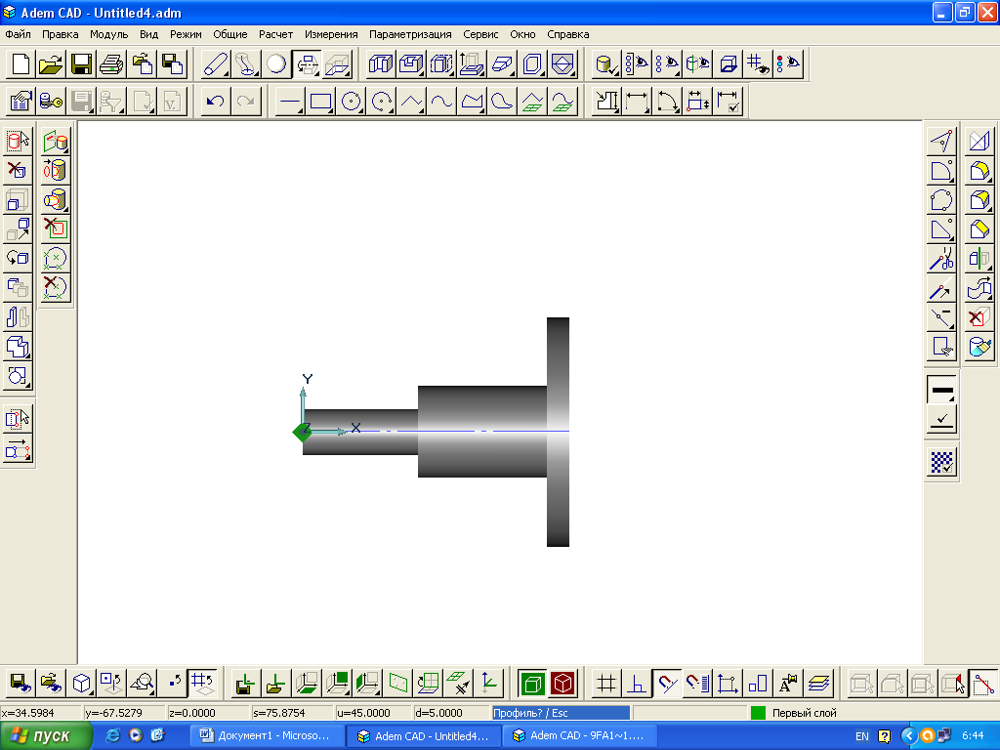 Adem CAD - Untitled4.adm
Файл Правка Модуль Вид Режим Общие Расчет Измерения Параметризация Сервис Окно Справка
Y
Z X
x=34.5984 y=-67.5279 z=0.0000 s=75.8754 u=45.0000 d=5.0000 Профиль? / Esc Первый слой
пуск Документ1 - Microso... Adem CAD - Untitled4... Adem CAD - 9FA1~1.... EN 6:44